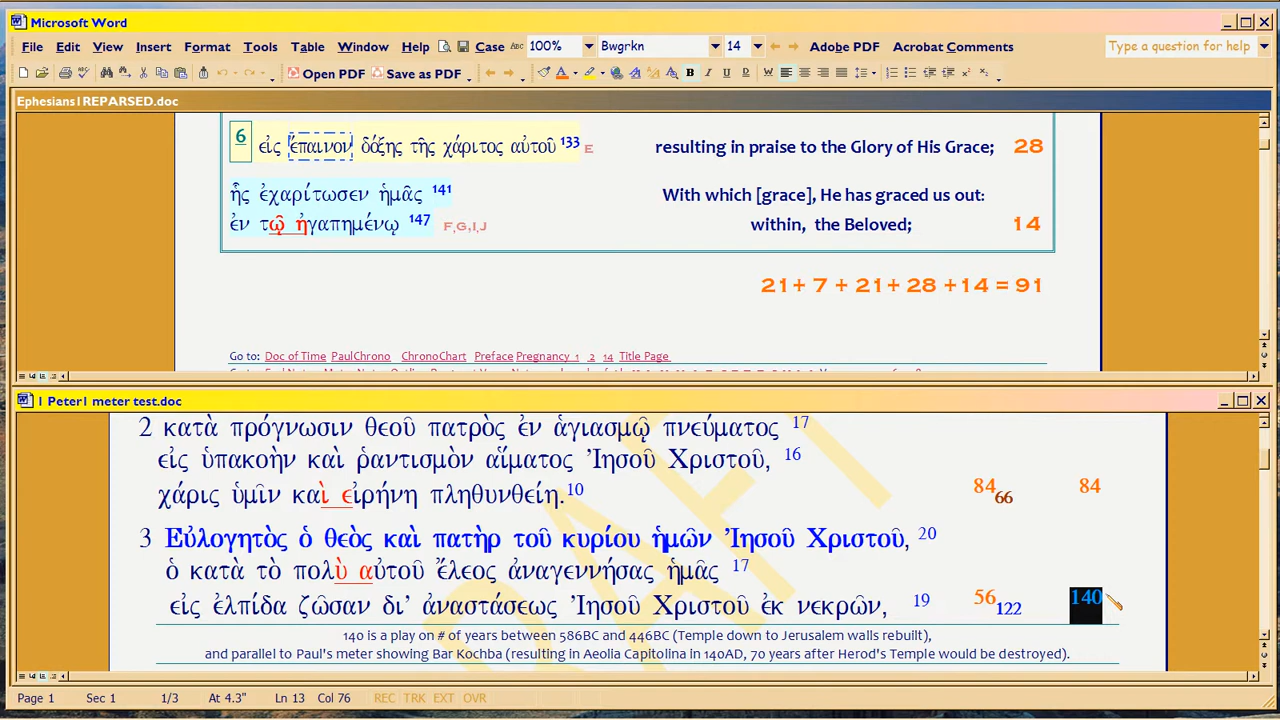 Microsoft Word
File Edit View Insert Format Tools Table Window Help Case ABC 100% Bwgrkn 14 Adobe PDF Acrobat Comments Type a question for help
Open PDF Save as PDF B I U D W
Ephesians1REPARSED.doc
6 εἰς ἔπαινον δόξης τῆς χάριτος αὐτοῦ 133 E resulting in praise to the Glory of His Grace; 28
ἧς ἐχαρίτωσεν ἡμᾶς 141 With which [grace], He has graced us out:
ἐν τῷ ἠγαπημένῳ 147 F,G,I,J within, the Beloved; 14
21+ 7 + 21+ 28 +14 = 91
Go to: Doc of Time PaulChrono ChronoChart Preface Pregnancy 1 2 14 Title Page
1 Peter1 meter test.doc
2 κατὰ πρόγνωσιν θεοῦ πατρὸς ἐν ἁγιασμῷ πνεύματος 17
εἰς ὑπακοὴν καὶ ῥαντισμὸν αἵματος Ἰησοῦ Χριστοῦ, 16
χάρις ὑμῖν καὶ εἰρήνη πληθυνθείη. 10 84 66 84
3 Εὐλογητὸς ὁ θεὸς καὶ πατὴρ τοῦ κυρίου ἡμῶν Ἰησοῦ Χριστοῦ, 20
ὁ κατὰ τὸ πολὺ αὐτοῦ ἔλεος ἀναγεννήσας ἡμᾶς 17
εἰς ἐλπίδα ζῶσαν δι’ ἀναστάσεως Ἰησοῦ Χριστοῦ ἐκ νεκρῶν, 19 56 122 140
140 is a play on # of years between 586BC and 446BC (Temple down to Jerusalem walls rebuilt),
and parallel to Paul's meter showing Bar Kochba (resulting in Aeolia Capitolina in 140AD, 70 years after Herod's Temple would be destroyed).
Page 1 Sec 1 1/3 At 4.3" Ln 13 Col 76 REC TRK EXT OVR